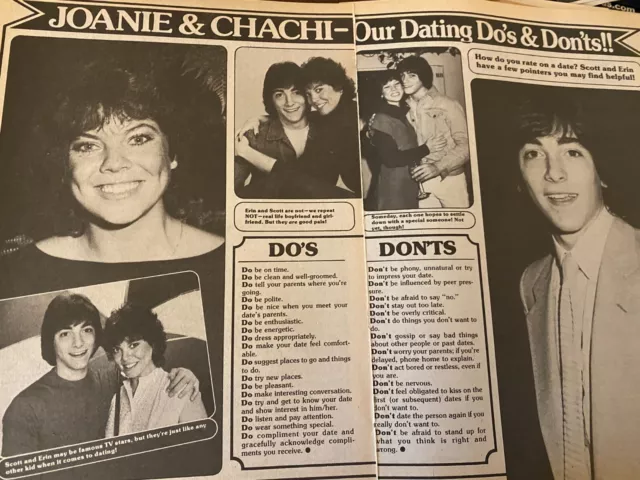 s.com
JOANIE & CHACHI-Our Dating Do's & Don'ts!!
How do you rate on a date? Scott and Erin
have a few pointers you may find helpful!
Erin and Scott are not—we repeat
NOT—real life boyfriend and girl-
friend. But they are good pals!
Someday, each one hopes to settle
down with a special someone! Not
yet, though!
DO'S
Do be on time.
Do be clean and well-groomed.
Do tell your parents where you're
going.
Do be polite.
Do be nice when you meet your
date's parents.
Do be enthusiastic.
Do be energetic.
Do dress appropriately.
Do make your date feel comfort-
able.
Do suggest places to go and things
to do.
Do try new places.
Do be pleasant.
Do make interesting conversation.
Do try and get to know your date
and show interest in him/her.
Do listen and pay attention.
Do wear something special.
Do compliment your date and
gracefully acknowledge compli-
ments you receive.
DON'TS
Don't be phony, unnatural or try
to impress your date.
Don't be influenced by peer pres-
sure.
Don't be afraid to say "no."
Don't stay out too late.
Don't be overly critical.
Don't do things you don't want to
do.
Don't gossip or say bad things
about other people or past dates.
Don't worry your parents; if you're
delayed, phone home to explain.
Don't act bored or restless, even if
you are.
Don't be nervous.
Don't feel obligated to kiss on the
first (or subsequent) dates if you
don't want to.
Don't date the person again if you
really don't want to.
Don't be afraid to stand up for
what you think is right and
wrong.
Scott and Erin may be famous TV stars, but they're just like any
other kid when it comes to dating!